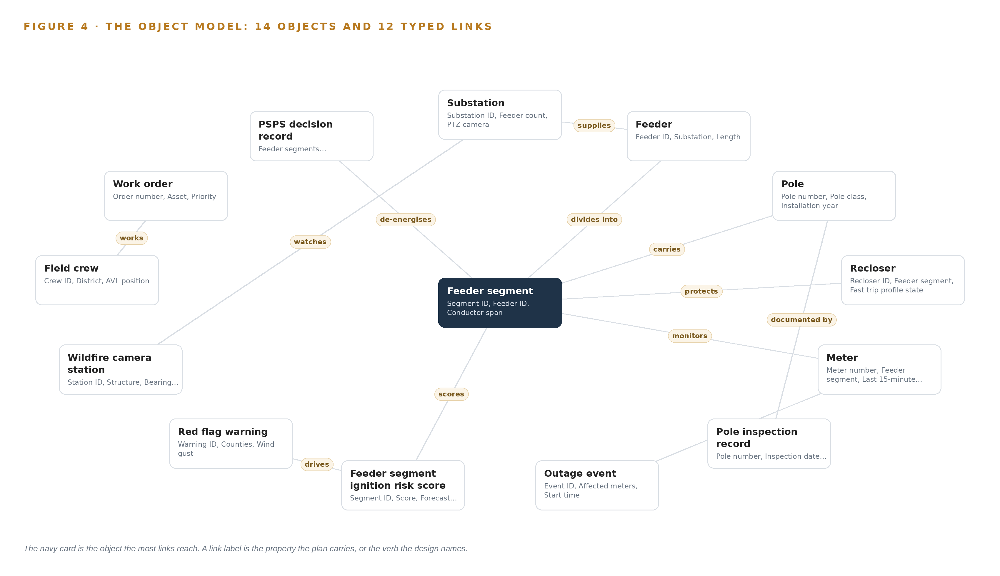 FIGURE 4 · THE OBJECT MODEL: 14 OBJECTS AND 12 TYPED LINKS
Substation
Substation ID, Feeder count,
PTZ camera
supplies
PSPS decision
record
Feeder segments...
Feeder
Feeder ID, Substation, Length
Work order
Order number, Asset, Priority
Pole
Pole number, Pole class,
Installation year
de-energises
divides into
works
watches
carries
Field crew
Crew ID, District, AVL position
Recloser
Recloser ID, Feeder segment,
Fast trip profile state
Feeder segment
Segment ID, Feeder ID,
Conductor span
protects
documented by
monitors
Wildfire camera
station
Station ID, Structure, Bearing...
Meter
Meter number, Feeder
segment, Last 15-minute...
scores
Red flag warning
Warning ID, Counties, Wind
gust
Pole inspection
record
Pole number, Inspection date...
drives
Feeder segment
ignition risk score
Segment ID, Score, Forecast...
Outage event
Event ID, Affected meters,
Start time
The navy card is the object the most links reach. A link label is the property the plan carries, or the verb the design names.